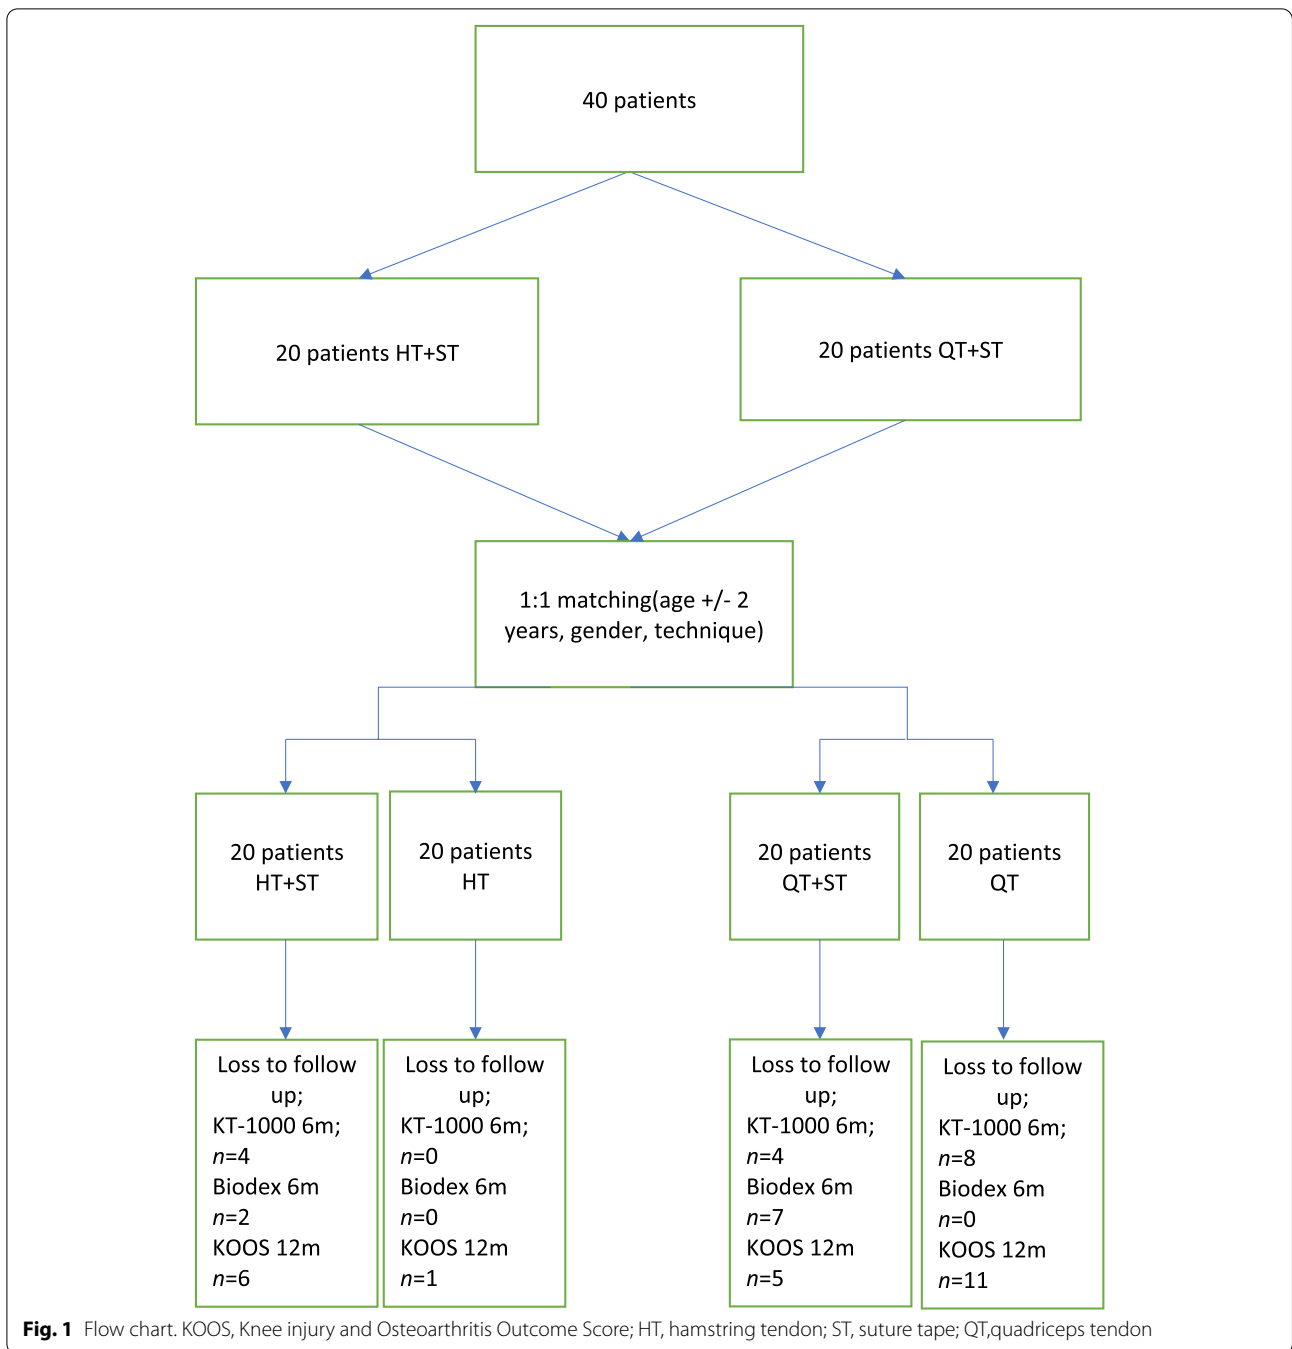 40 patients
20 patients HT+ST
20 patients QT+ST
1:1 matching(age +/- 2
years, gender, technique)
20 patients
HT+ST
20 patients
HT
20 patients
QT+ST
20 patients
QT
Loss to follow
up;
KT-1000 6m;
n=4
Biodex 6m
n=2
KOOS 12m
n=6
Loss to follow
up;
KT-1000 6m;
n=0
Biodex 6m
n=0
KOOS 12m
n=1
Loss to follow
up;
KT-1000 6m;
n=4
Biodex 6m
n=7
KOOS 12m
n=5
Loss to follow
up;
KT-1000 6m;
n=8
Biodex 6m
n=0
KOOS 12m
n=11
Fig. 1 Flow chart. KOOS, Knee injury and Osteoarthritis Outcome Score; HT, hamstring tendon; ST, suture tape; QT,quadriceps tendon